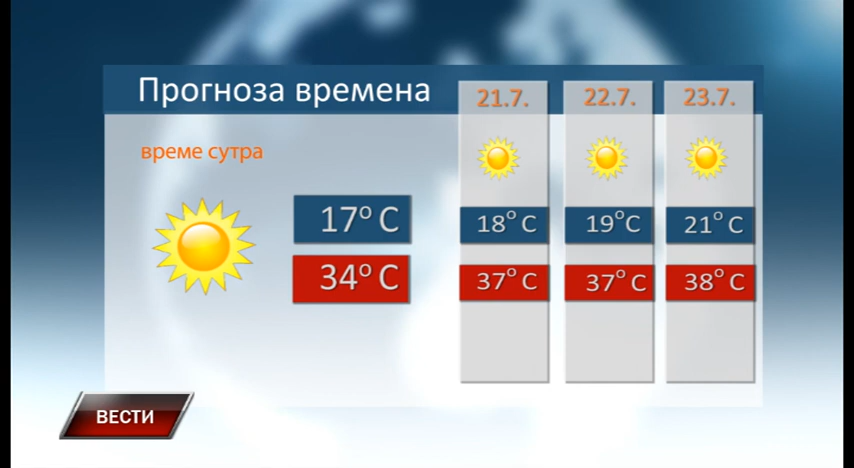 Прогноза времена
време сутра
17° C
34° C
21.7.
18° C
37° C
22.7.
19°C
37° C
23.7.
21° C
38° C
ВЕСТИ